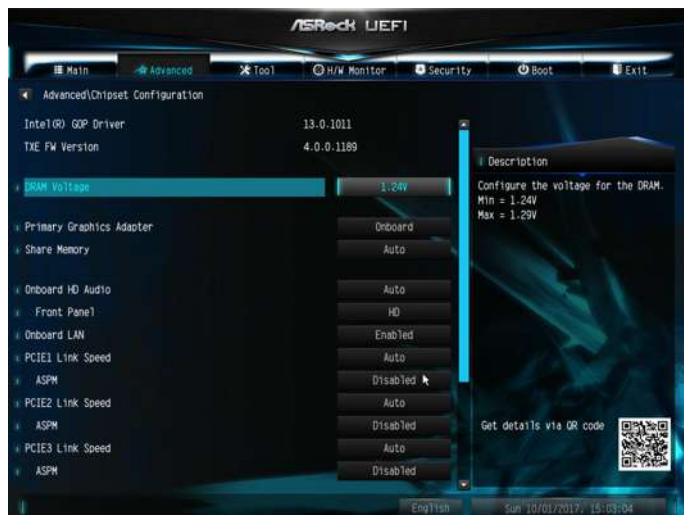 ASRock UEFI
Main Advanced Tool H/W Monitor Security Boot Exit
Advanced\Chipset Configuration
Intel(R) GOP Driver 13.0.1011
TXE FW Version 4.0.0.1189
DRAM Voltage 1.24V
Primary Graphics Adapter Onboard
Share Memory Auto
Onboard HD Audio Auto
Front Panel HD
Onboard LAN Enabled
PCIE1 Link Speed Auto
ASPM Disabled
PCIE2 Link Speed Auto
ASPM Disabled
PCIE3 Link Speed Auto
ASPM Disabled
Description
Configure the voltage for the DRAM.
Min = 1.24V
Max = 1.29V
Get details via QR code
English Sun 10/01/2017. 15:03:04